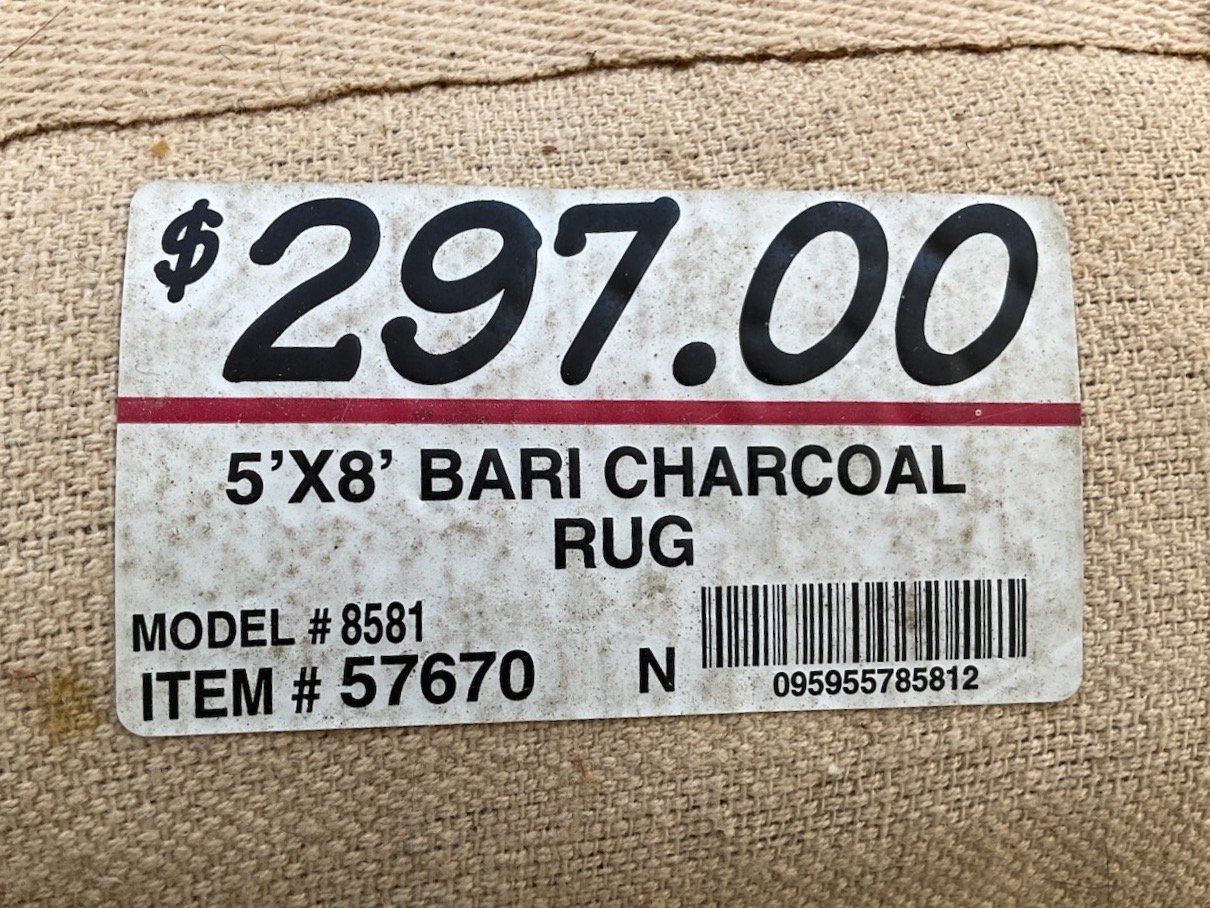 $297.00
5'X8' BARI CHARCOAL
RUG
MODEL # 8581
ITEM # 57670
N
095955785812